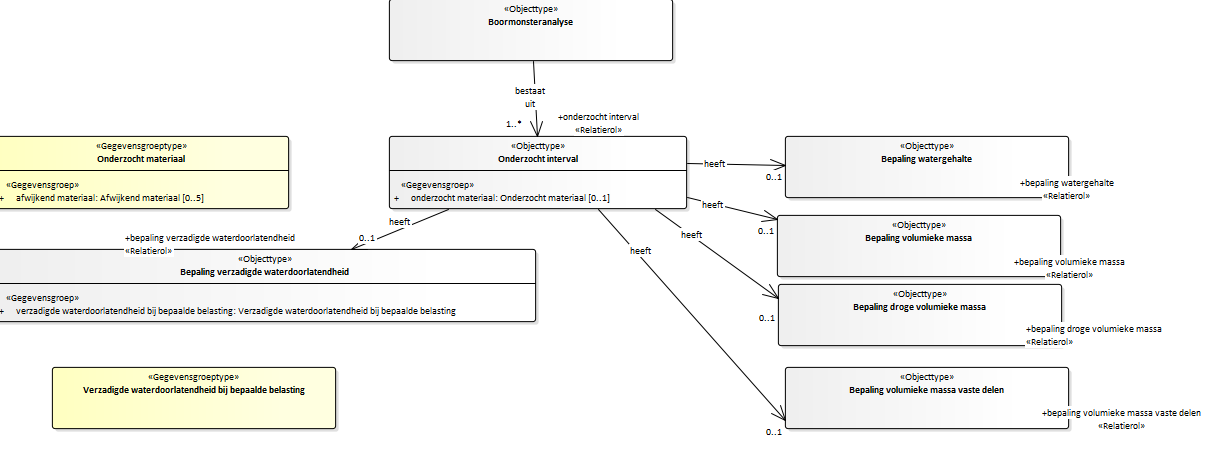 «Objecttype»
Boormonsteranalyse
bestaat
uit
1..*
+onderzocht interval
«Relatierol»
«Gegevensgroeptype»
Onderzocht materiaal
«Gegevensgroep»
+ afwijkend materiaal: Afwijkend materiaal [0..5]
«Objecttype»
Onderzocht interval
«Gegevensgroep»
+ onderzocht materiaal: Onderzocht materiaal [0..1]
heeft
0..1
«Objecttype»
Bepaling watergehalte
+bepaling watergehalte
«Relatierol»
heeft
0..1
«Objecttype»
Bepaling volumieke massa
+bepaling volumieke massa
«Relatierol»
heeft
0..1
«Objecttype»
Bepaling droge volumieke massa
+bepaling droge volumieke massa
«Relatierol»
heeft
0..1
«Objecttype»
Bepaling volumieke massa vaste delen
+bepaling volumieke massa vaste delen
«Relatierol»
heeft
0..1
+bepaling verzadigde waterdoorlatendheid
«Relatierol»
«Objecttype»
Bepaling verzadigde waterdoorlatendheid
«Gegevensgroep»
+ verzadigde waterdoorlatendheid bij bepaalde belasting: Verzadigde waterdoorlatendheid bij bepaalde belasting
«Gegevensgroeptype»
Verzadigde waterdoorlatendheid bij bepaalde belasting